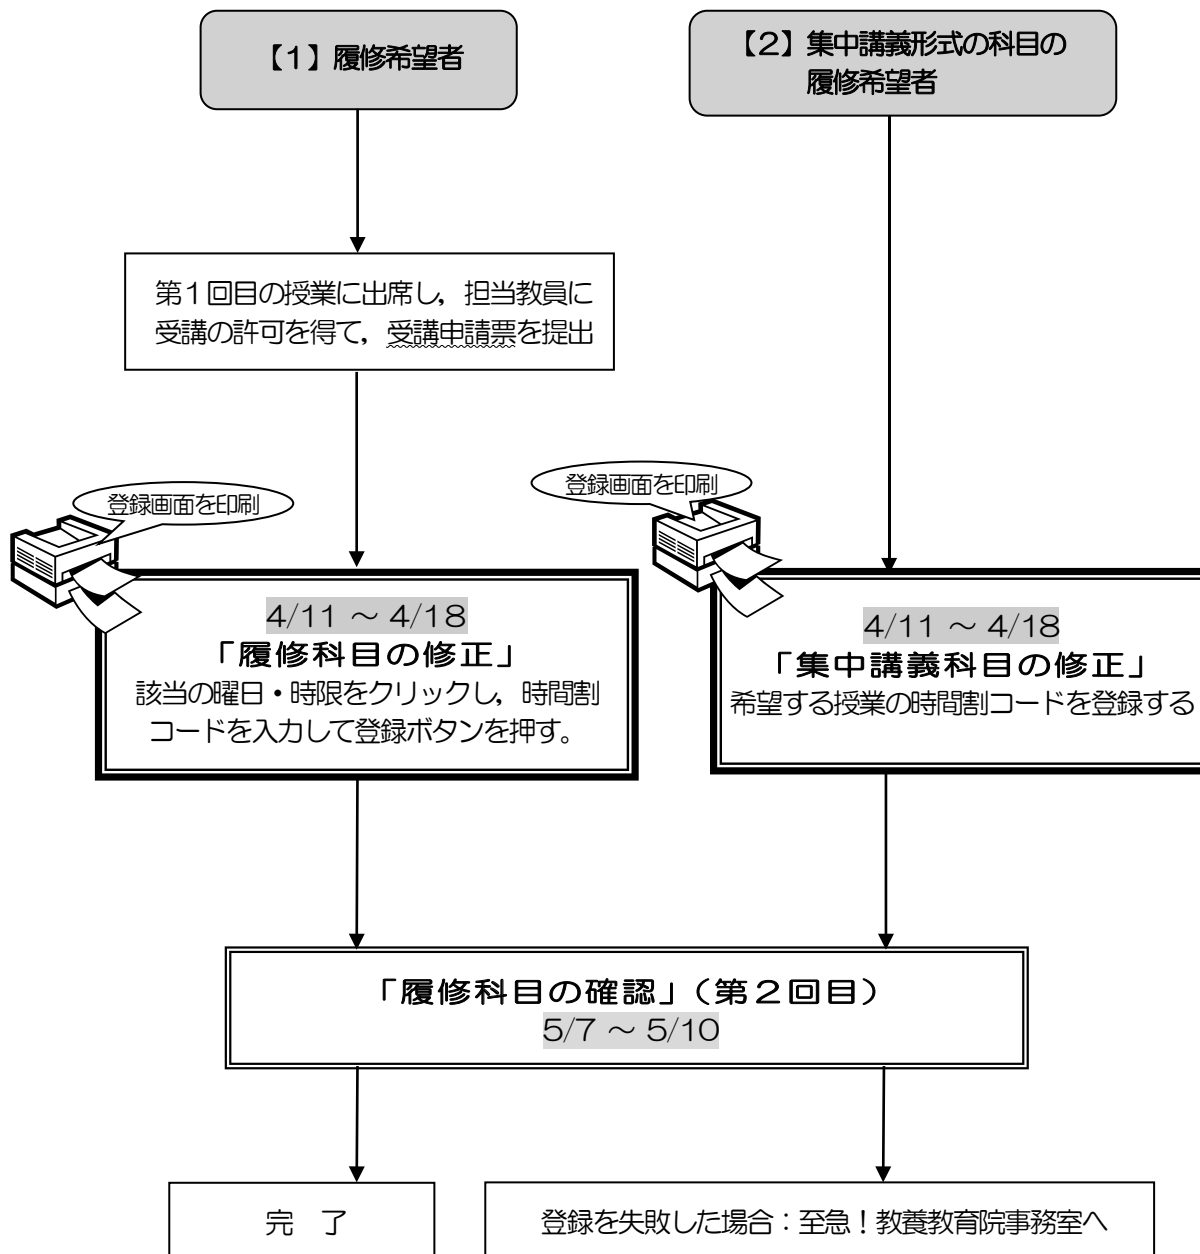 【１】履修希望者
【２】集中講義形式の科目の
履修希望者
第１回目の授業に出席し，担当教員に
受講の許可を得て，受講申請票を提出
登録画面を印刷
登録画面を印刷
4/11 ～ 4/18
「履修科目の修正」
該当の曜日・時限をクリックし，時間割
コードを入力して登録ボタンを押す。
4/11 ～ 4/18
「集中講義科目の修正」
希望する授業の時間割コードを登録する
「履修科目の確認」（第２回目）
5/7 ～ 5/10
完　了
登録を失敗した場合：至急！教養教育院事務室へ